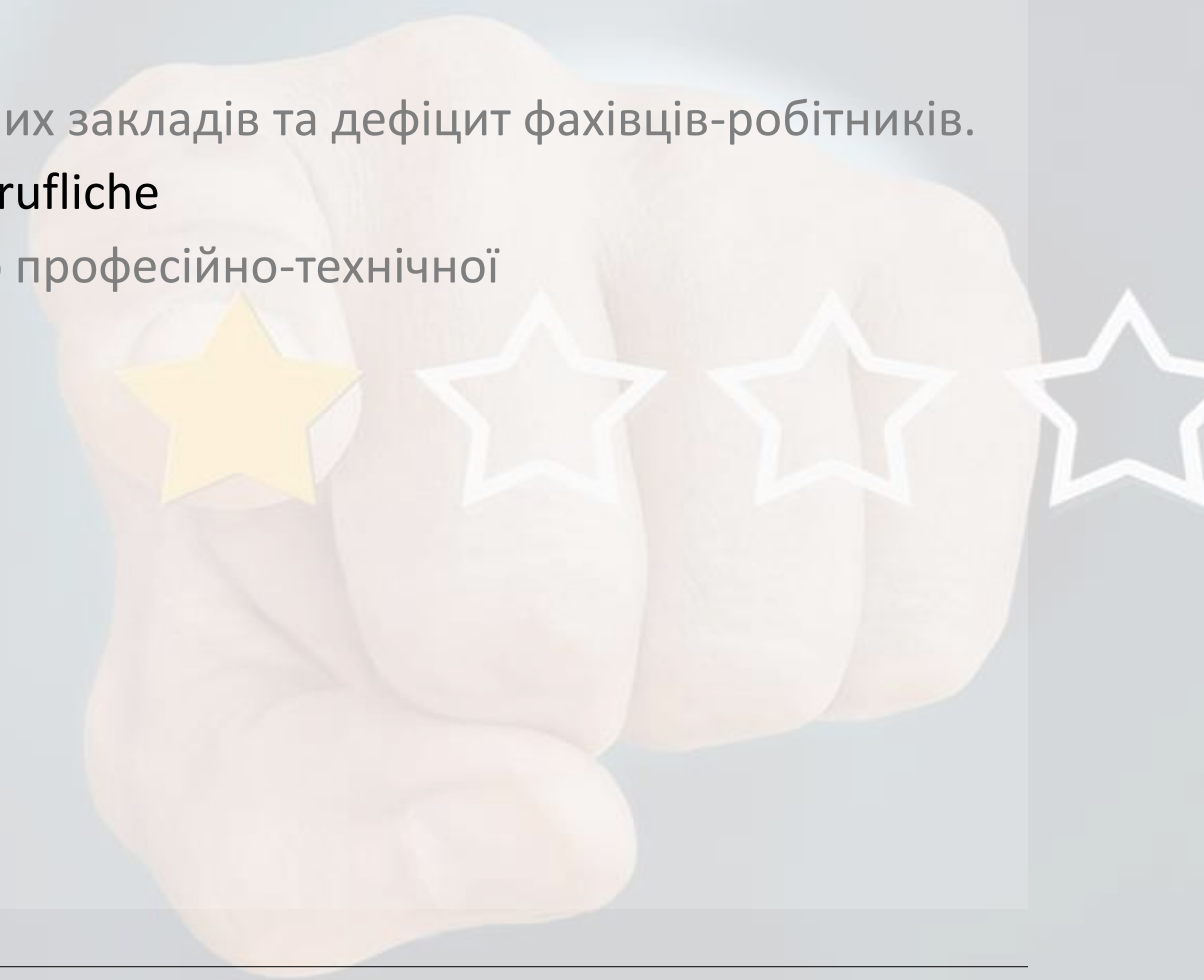 их закладів та дефіцит фахівців-робітників.
rufliche
професійно-технічної